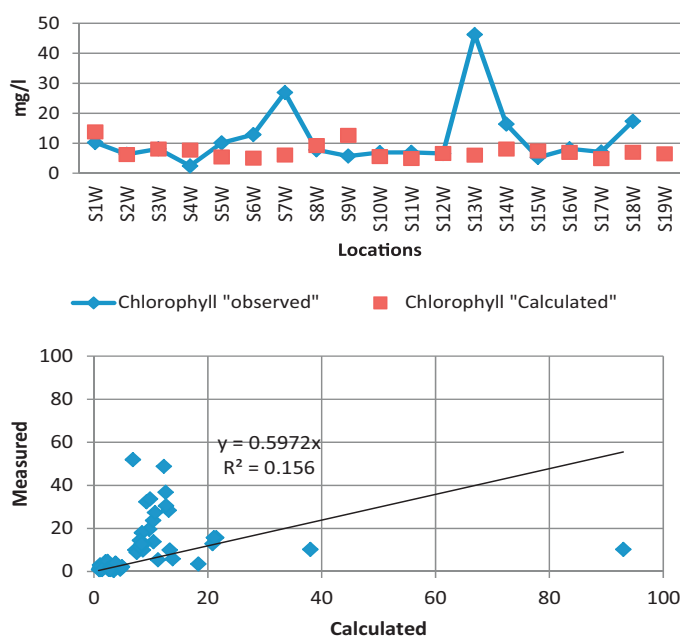 50
40
30
20
10
0
mg/l
S1W
S2W
S3W
S4W
S5W
S6W
S7W
S8W
S9W
S10W
S11W
S12W
S13W
S14W
S15W
S16W
S17W
S18W
S19W
Locations
Chlorophyll "observed"
Chlorophyll "Calculated"
100
80
60
40
20
0
Measured
y = 0.5972x
R² = 0.156
0
20
40
60
80
100
Calculated